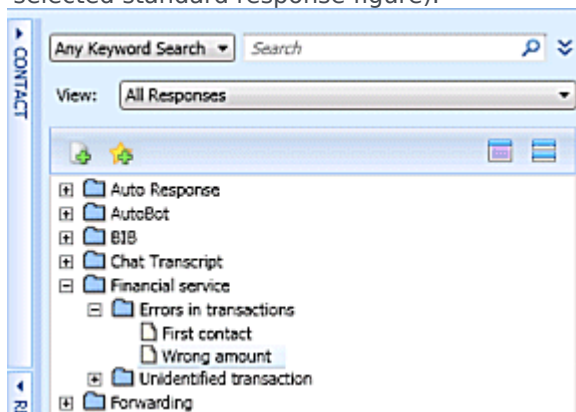 selected standard response figure).
CONTACT
Any Keyword Search
Search
View:
All Responses
Auto Response
AutoBot
BIB
Chat Transcript
Financial service
Errors in transactions
First contact
Wrong amount
Unidentified transaction
Forwarding